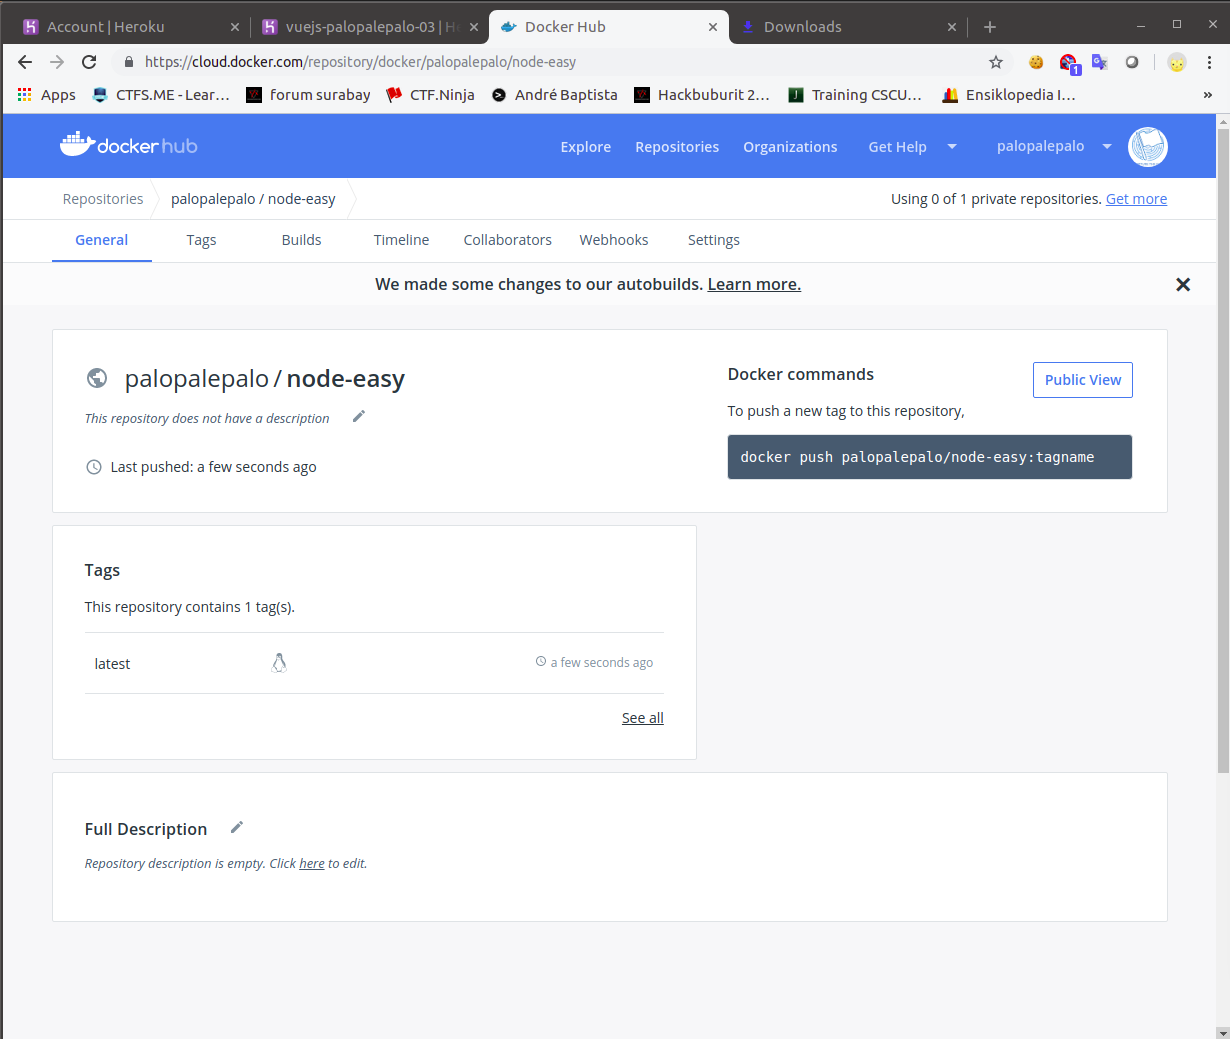 Account | Heroku
vuejs-palopalepalo-03 | He
Docker Hub
Downloads
https://cloud.docker.com/repository/docker/palopalepalo/node-easy
1
Apps
CTFS.ME - Lear...
forum surabay
CTF.Ninja
André Baptista
Hackbuburit 2...
Training CSCU...
Ensiklopedia I...
»
docker hub
Explore
Repositories
Organizations
Get Help
palopalepalo
Repositories
palopalepalo / node-easy
Using 0 of 1 private repositories. Get more
General
Tags
Builds
Timeline
Collaborators
Webhooks
Settings
We made some changes to our autobuilds. Learn more.
palopalepalo / node-easy
This repository does not have a description
Last pushed: a few seconds ago
Docker commands
Public View
To push a new tag to this repository,
docker push palopalepalo/node-easy:tagname
Tags
This repository contains 1 tag(s).
latest
a few seconds ago
See all
Full Description
Repository description is empty. Click here to edit.